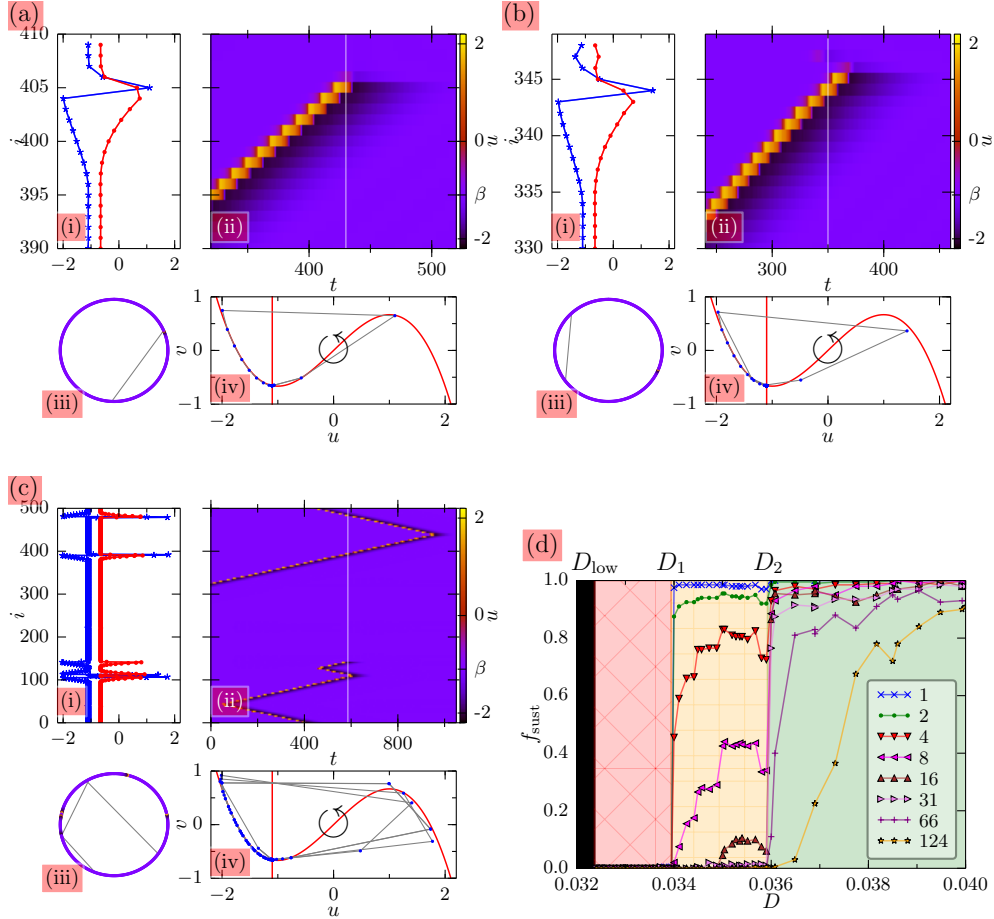 (a)
410
405
400
395
390
i
−2 0 2
(i)
(ii)
400 500
t
2
0
β
-2
u
(iii)
1
0
−1
v
(iv)
−2 0 2
u
(b)
345
340
335
330
i
−2 0 2
(i)
(ii)
300 400
t
2
0
β
-2
u
(iii)
1
0
−1
v
(iv)
−2 0 2
u
(c)
500
400
300
200
100
0
i
−2 0 2
(i)
(ii)
0 400 800
t
2
0
β
-2
u
(iii)
1
0
−1
v
(iv)
−2 0 2
u
(d)
D_low D_1 D_2
1.0
0.8
0.6
0.4
0.2
0.0
f_sust
1
2
4
8
16
31
66
124
0.032 0.034 0.036 0.038 0.040
D